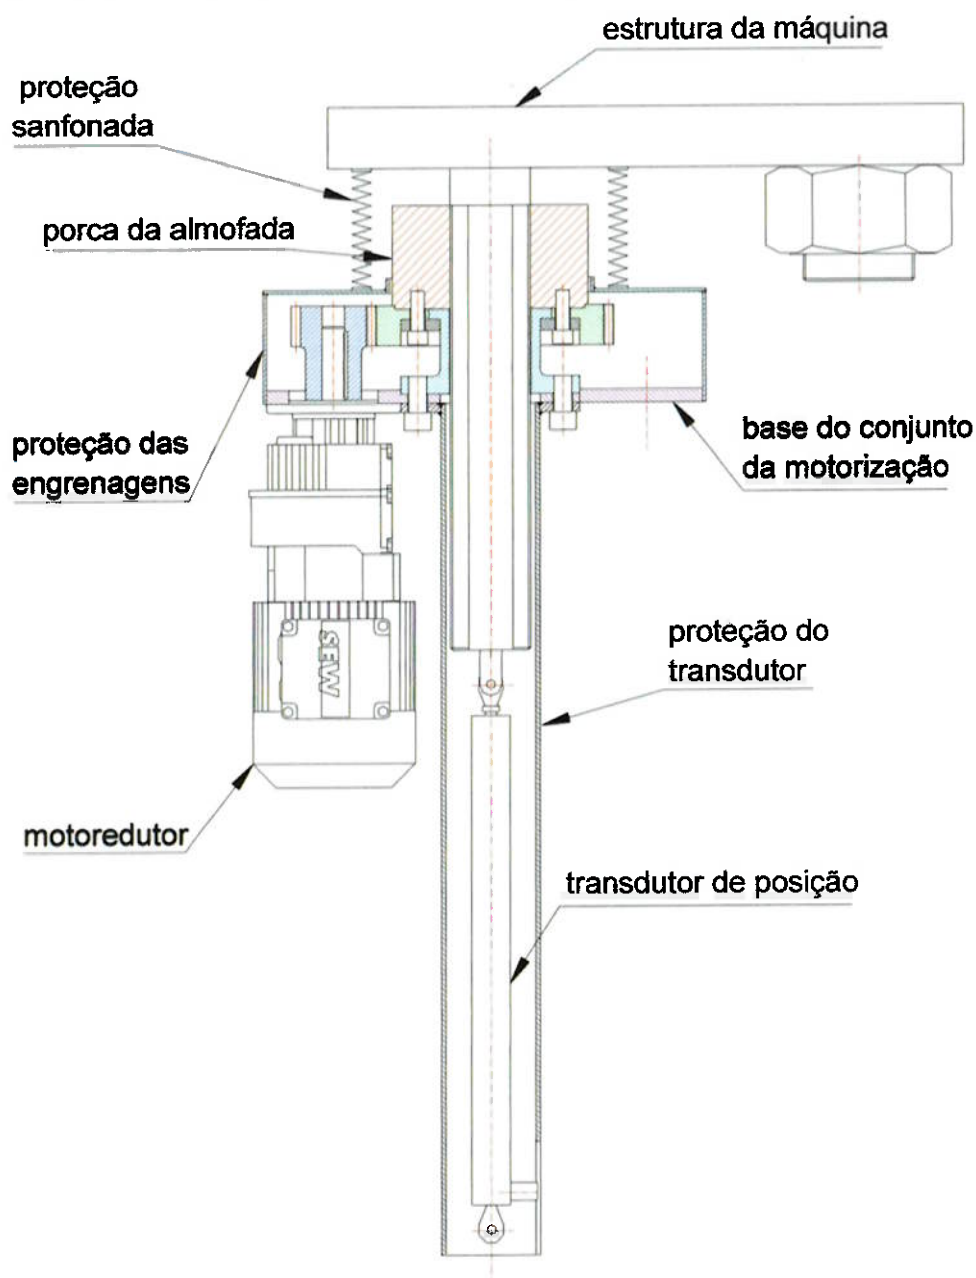 estrutura da máquina
proteção
sanfonada
porca da almofada
proteção das
engrenagens
base do conjunto
da motorização
SEW
proteção do
transdutor
motoredutor
transdutor de posição